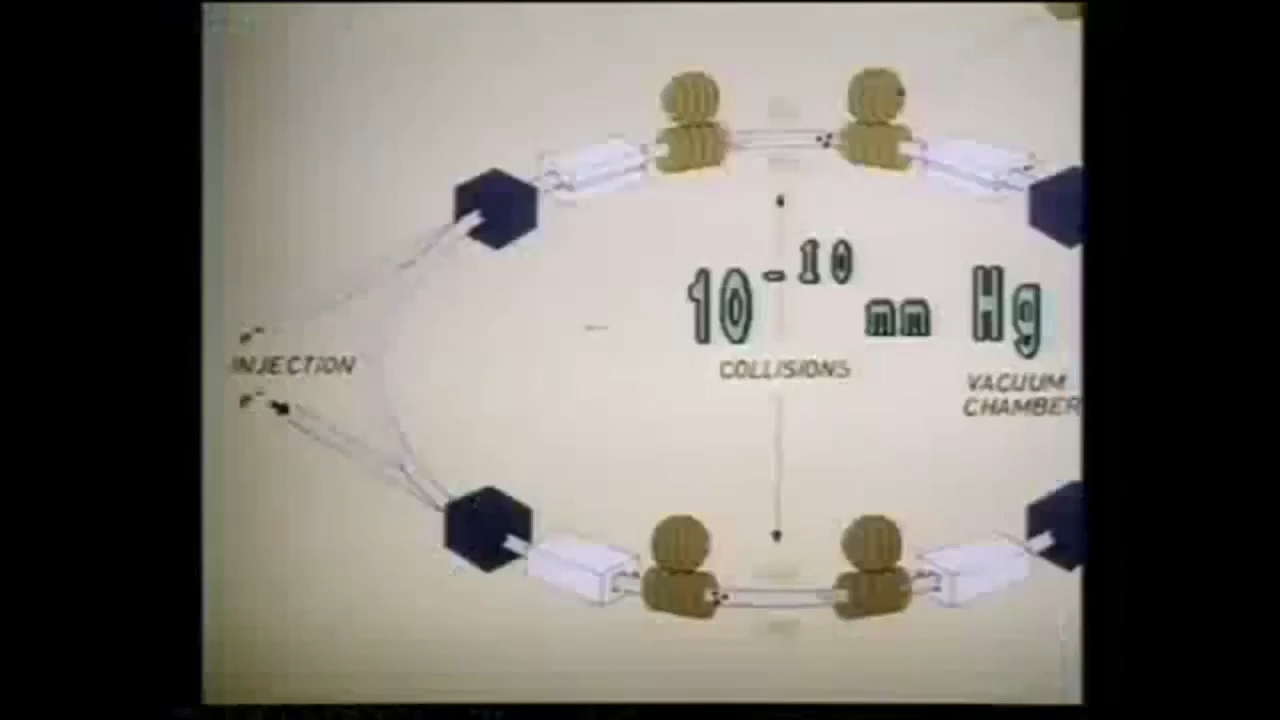 10⁻¹⁰ mm Hg
INJECTION
COLLISIONS
VACUUM
CHAMBER